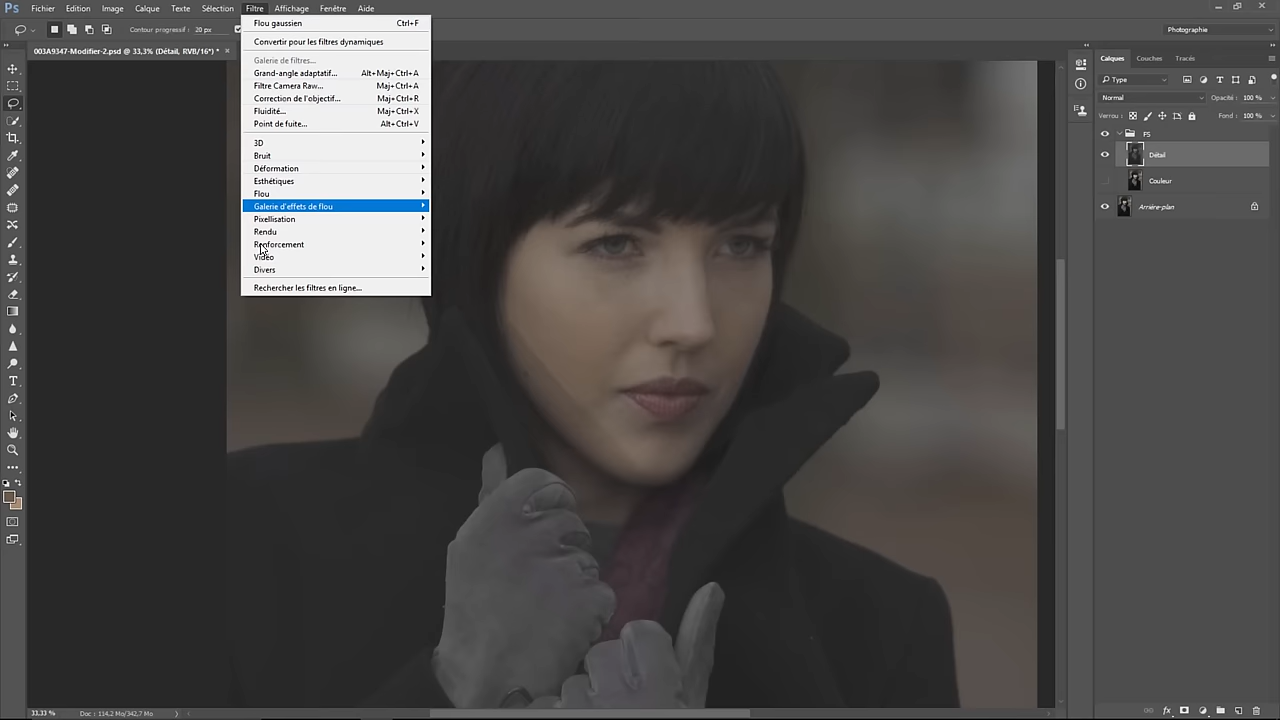 Ps Fichier Edition Image Calque Texte Sélection Filtre Affichage Fenêtre Aide
Contour progressif : 20 px
Photographie
003A9347-Modifier-2.psd @ 33,3% (Détail, RVB/16*) * ×
Flou gaussien Ctrl+F
Convertir pour les filtres dynamiques
Galerie de filtres...
Grand-angle adaptatif... Alt+Maj+Ctrl+A
Filtre Camera Raw... Maj+Ctrl+A
Correction de l'objectif... Maj+Ctrl+R
Fluidité... Maj+Ctrl+X
Point de fuite... Alt+Ctrl+V
3D
Bruit
Déformation
Esthétiques
Flou
Galerie d'effets de flou
Pixellisation
Rendu
Renforcement
Vidéo
Divers
Rechercher les filtres en ligne...
Calques Couches Tracés
Type
Normal Opacité : 100 %
Verrou : Fond : 100 %
FS
Détail
Couleur
Arrière-plan
33,33 % Doc : 114,2 Mo/342,7 Mo